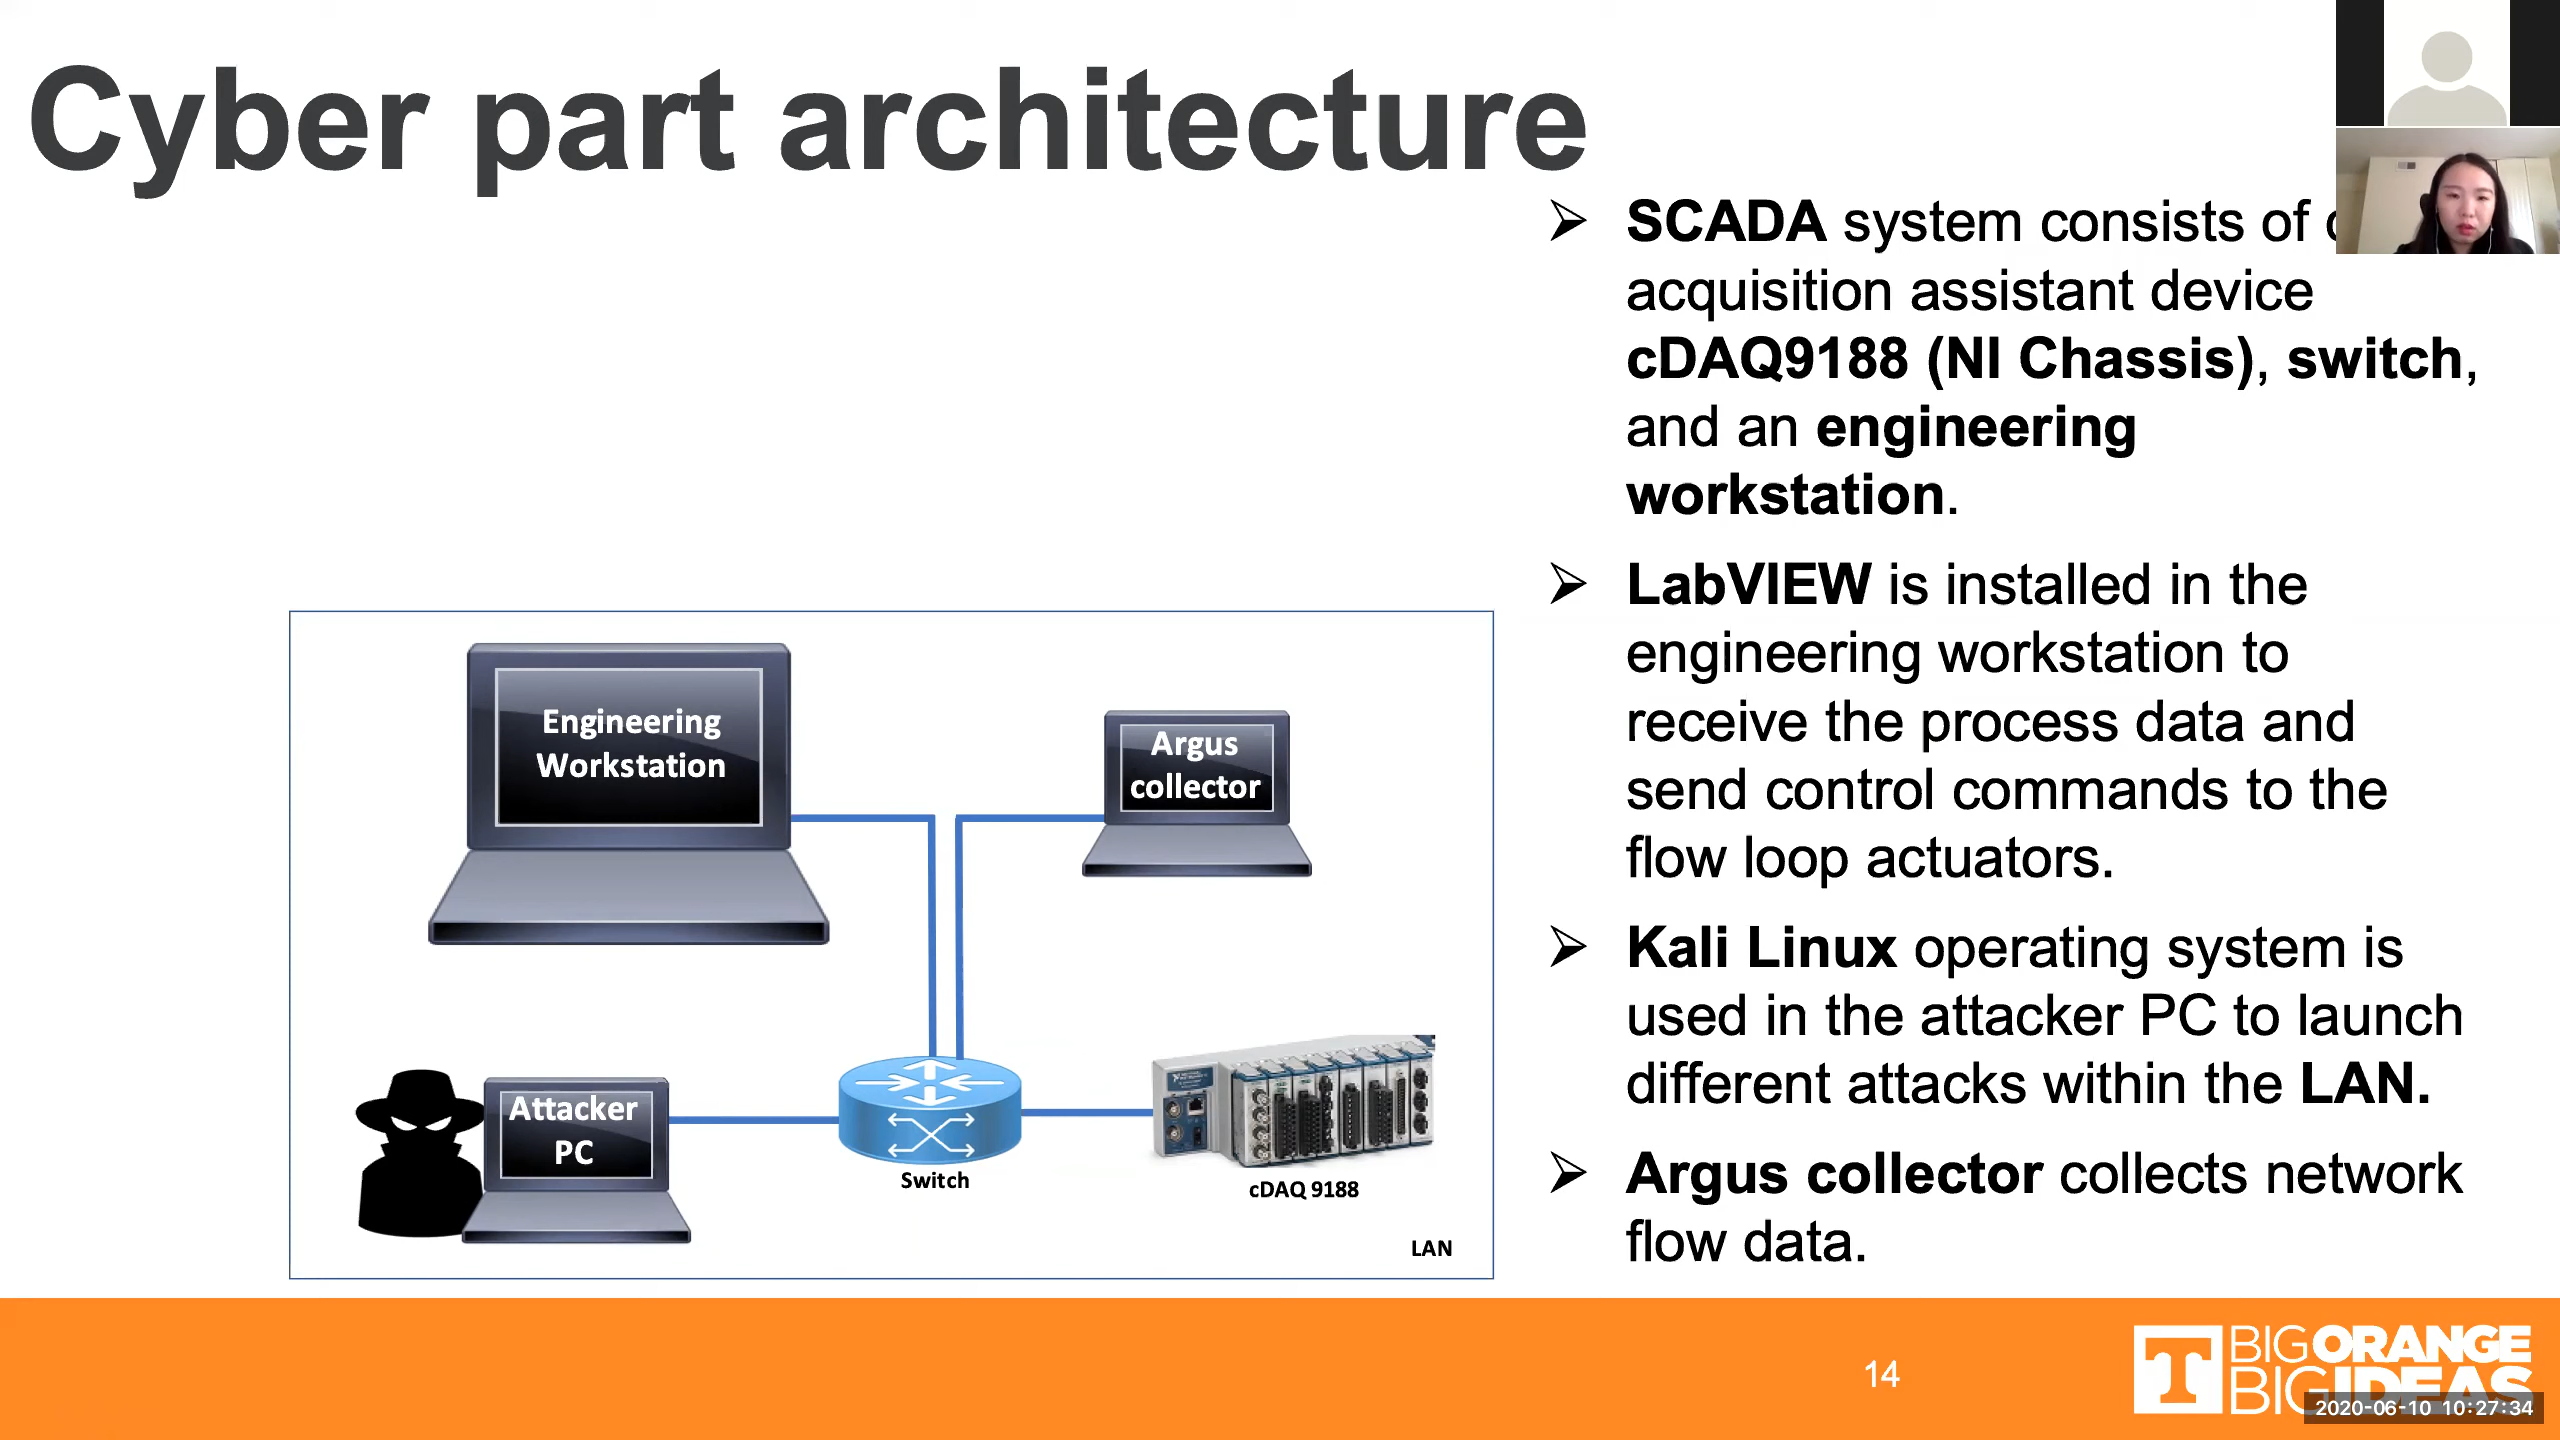 Cyber part architecture
➢ SCADA system consists of
acquisition assistant device
cDAQ9188 (NI Chassis), switch,
and an engineering
workstation.
➢ LabVIEW is installed in the
engineering workstation to
receive the process data and
send control commands to the
flow loop actuators.
➢ Kali Linux operating system is
used in the attacker PC to launch
different attacks within the LAN.
➢ Argus collector collects network
flow data.
Engineering
Workstation
Argus
collector
Attacker
PC
Switch
cDAQ 9188
LAN
14
T
BIG ORANGE
BIG IDEAS
2020-06-10 10:27:34